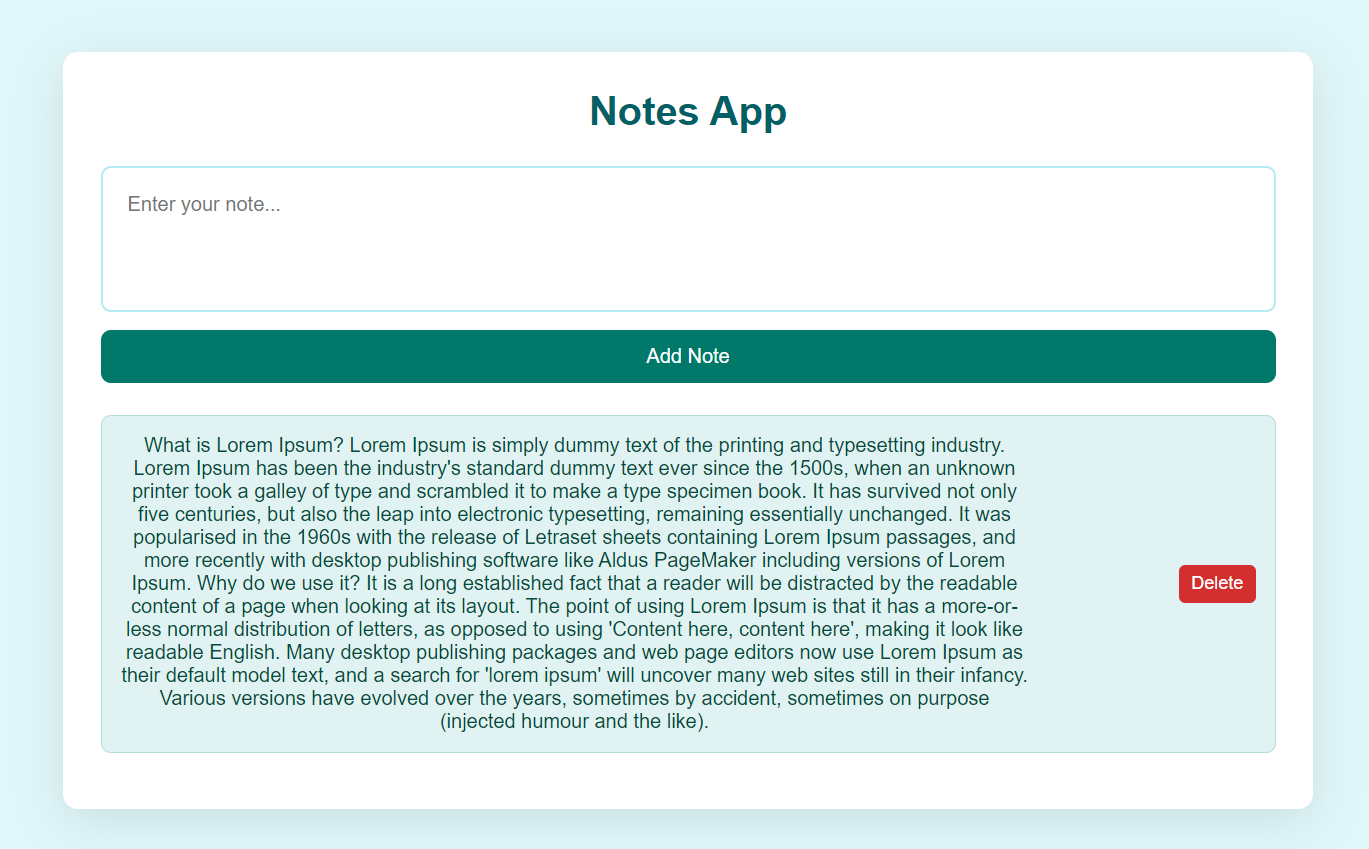 Notes App
Enter your note...
Add Note
What is Lorem Ipsum? Lorem Ipsum is simply dummy text of the printing and typesetting industry.
Lorem Ipsum has been the industry's standard dummy text ever since the 1500s, when an unknown
printer took a galley of type and scrambled it to make a type specimen book. It has survived not only
five centuries, but also the leap into electronic typesetting, remaining essentially unchanged. It was
popularised in the 1960s with the release of Letraset sheets containing Lorem Ipsum passages, and
more recently with desktop publishing software like Aldus PageMaker including versions of Lorem
Ipsum. Why do we use it? It is a long established fact that a reader will be distracted by the readable
content of a page when looking at its layout. The point of using Lorem Ipsum is that it has a more-or-
less normal distribution of letters, as opposed to using 'Content here, content here', making it look like
readable English. Many desktop publishing packages and web page editors now use Lorem Ipsum as
their default model text, and a search for 'lorem ipsum' will uncover many web sites still in their infancy.
Various versions have evolved over the years, sometimes by accident, sometimes on purpose
(injected humour and the like).
Delete